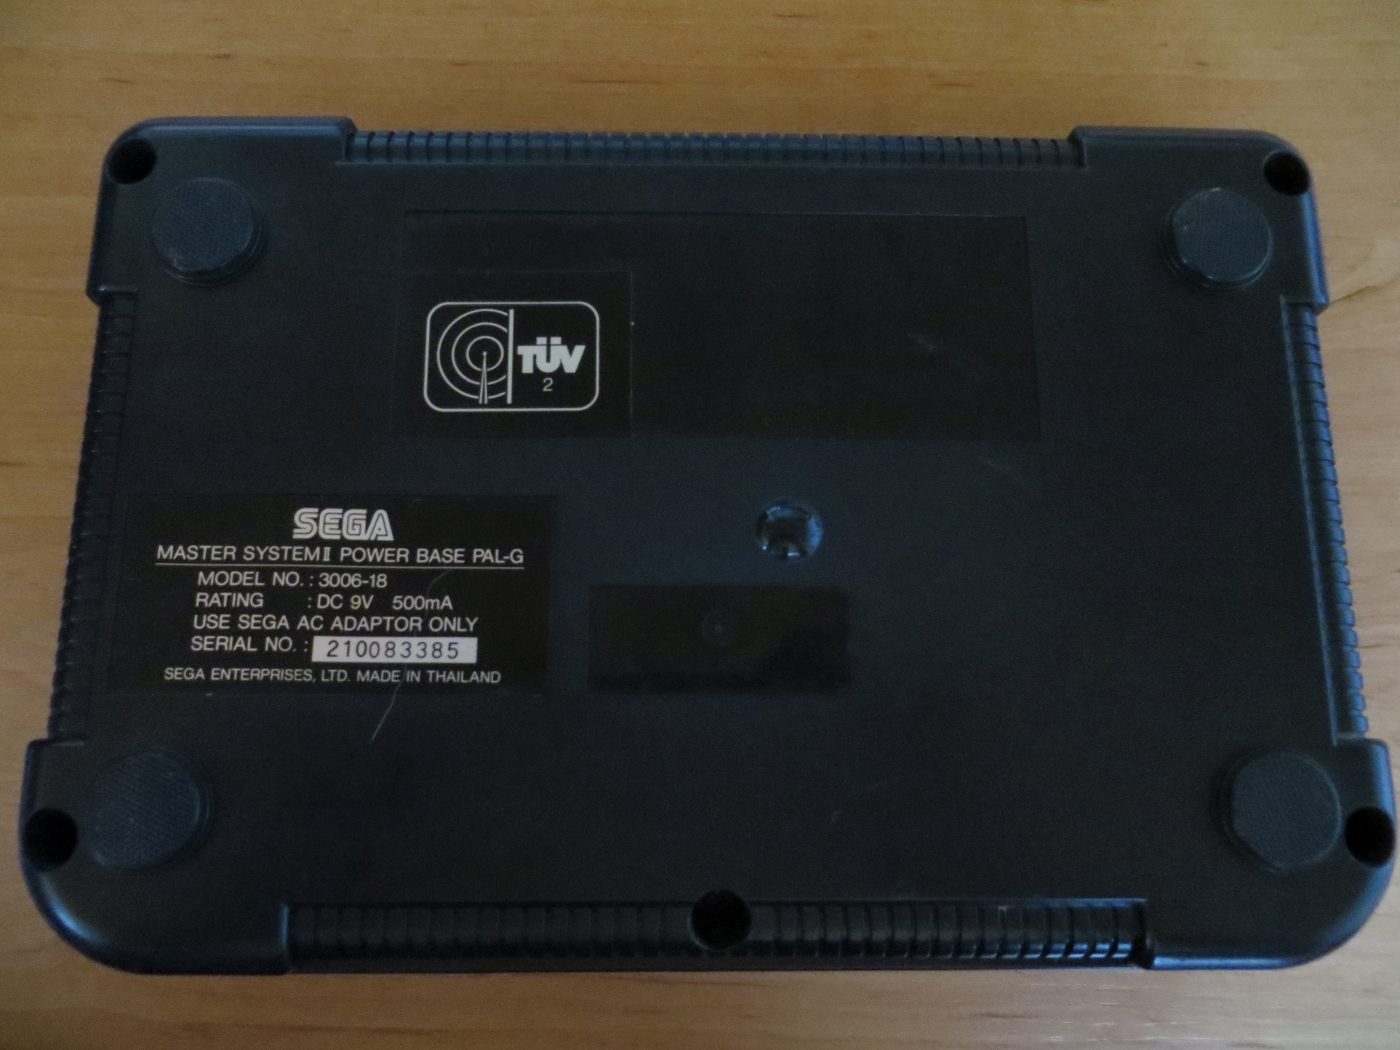 TÜV
2
SEGA
MASTER SYSTEM II POWER BASE PAL-G
MODEL NO. : 3006-18
RATING : DC 9V 500mA
USE SEGA AC ADAPTOR ONLY
SERIAL NO. : 210083385
SEGA ENTERPRISES, LTD. MADE IN THAILAND